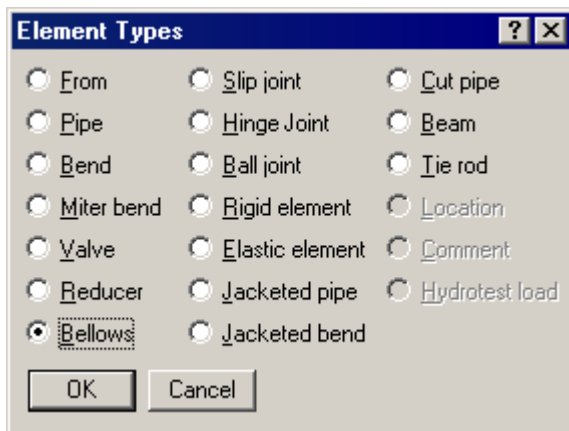 Element Types
From
Slip joint
Cut pipe
Pipe
Hinge Joint
Beam
Bend
Ball joint
Tie rod
Miter bend
Rigid element
Location
Valve
Elastic element
Comment
Reducer
Jacketed pipe
Hydrotest load
Bellows
Jacketed bend
OK
Cancel